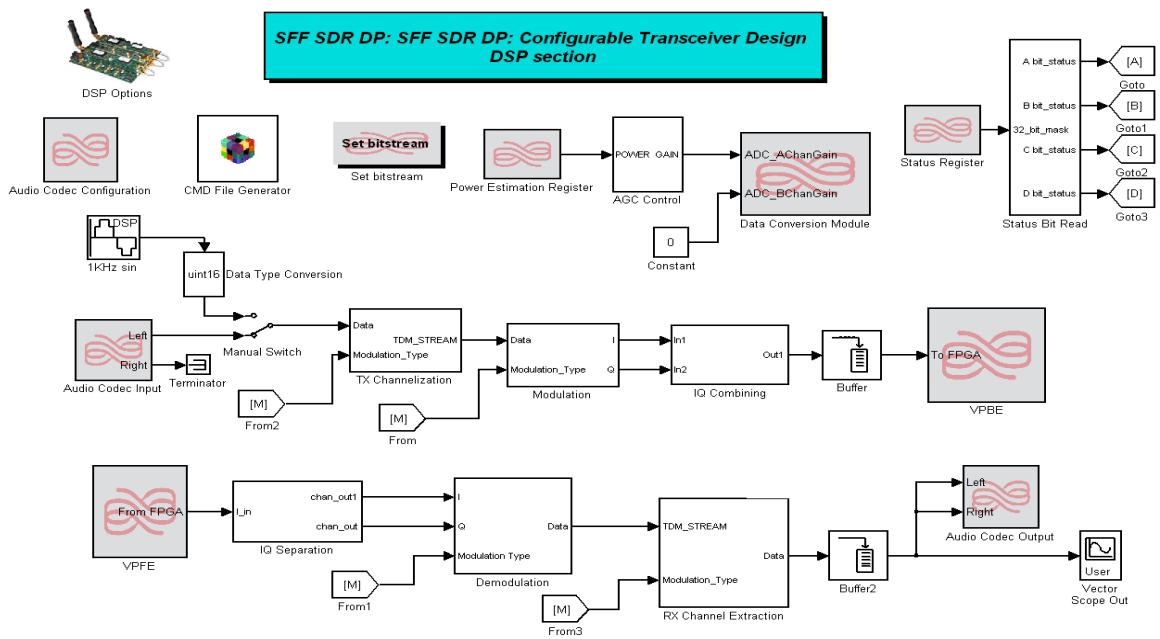 SFF SDR DP: SFF SDR DP: Configurable Transceiver Design
DSP section
DSP Options
Audio Codec Configuration
CMD File Generator
Set bitstream
Set bitstream
Power Estimation Register
POWER GAIN
AGC Control
0
Constant
ADC_AChanGain
ADC_BChanGain
Data Conversion Module
Status Register
32_bit_mask
A bit_status
B bit_status
C bit_status
D bit_status
Status Bit Read
[A]
Goto
[B]
Goto1
[C]
Goto2
[D]
Goto3
DSP
1KHz sin
uint16
Data Type Conversion
Left
Right
Audio Codec Input
Manual Switch
Terminator
[M]
From2
Data
TDM_STREAM
Modulation_Type
TX Channelization
[M]
From
Data
I
Modulation_Type
Q
Modulation
In1
In2
Out1
IQ Combining
Buffer
To FPGA
VPBE
From FPGA
VPFE
I_in
chan_out1
chan_out
IQ Separation
[M]
From1
I
Q
Data
Modulation Type
Demodulation
[M]
From3
TDM_STREAM
Data
Modulation_Type
RX Channel Extraction
Buffer2
Left
Right
Audio Codec Output
User
Vector
Scope Out